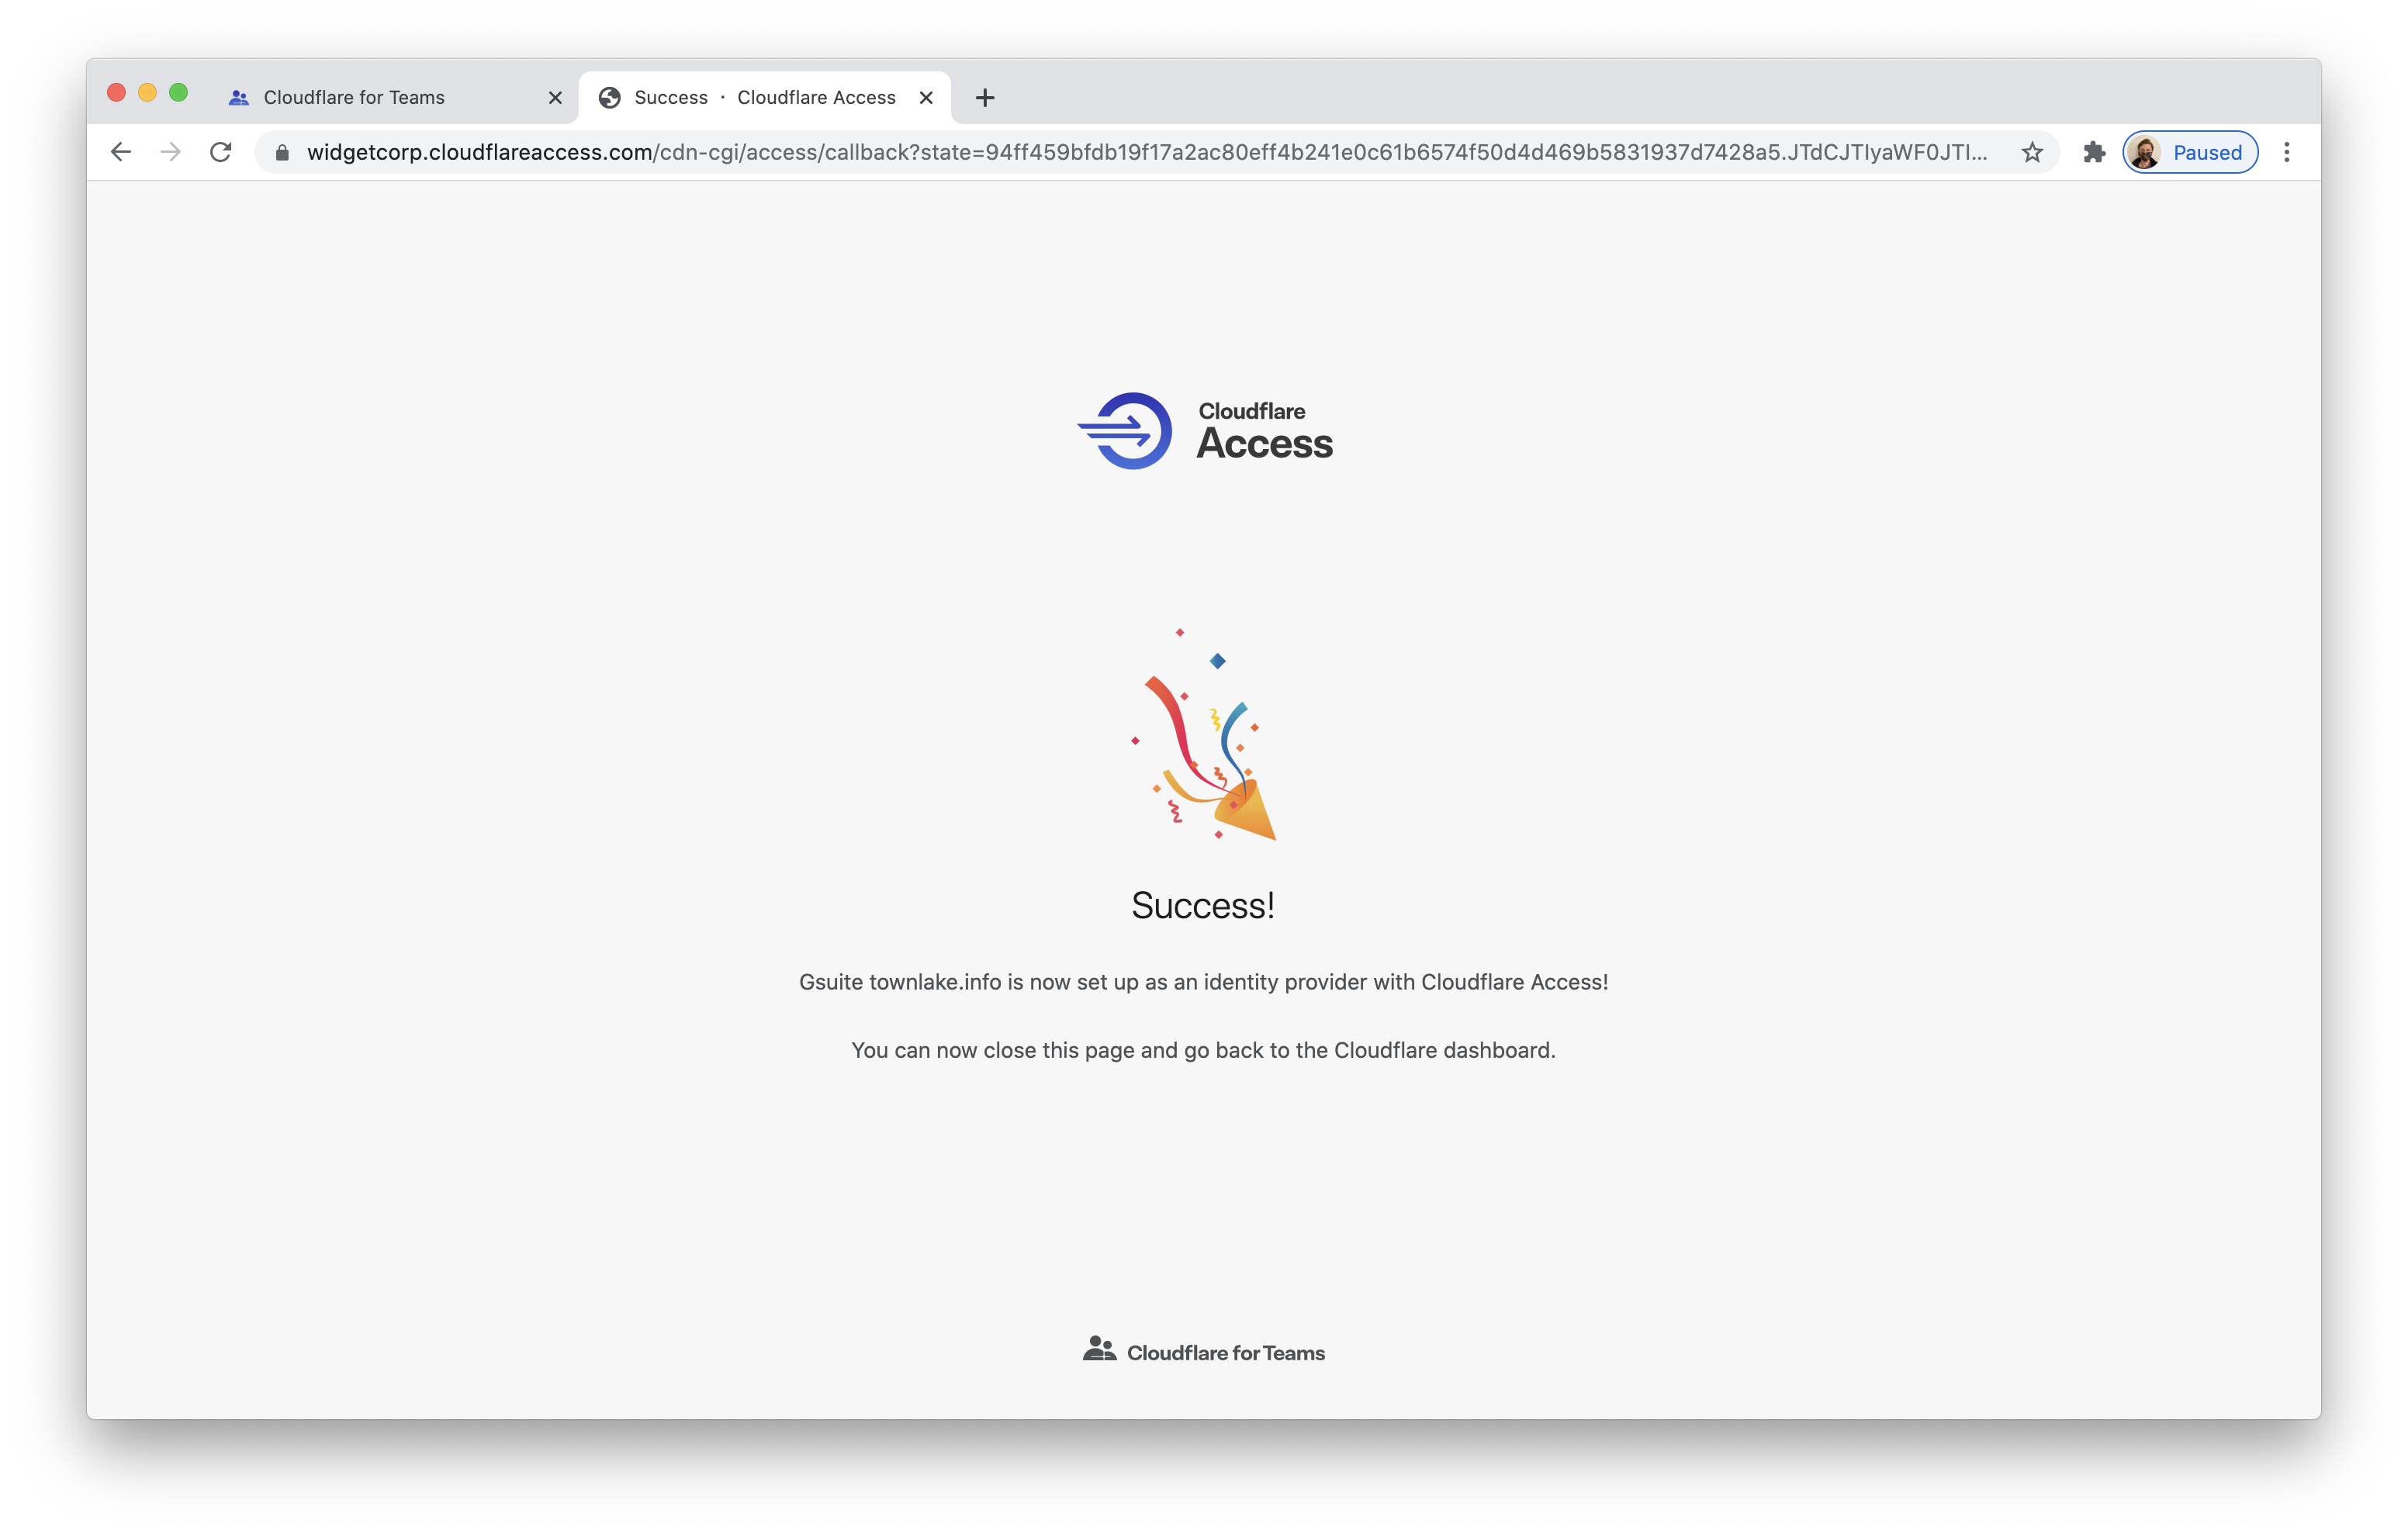 Cloudflare for Teams
Success · Cloudflare Access
widgetcorp.cloudflareaccess.com/cdn-cgi/access/callback?state=94ff459bfdb19f17a2ac80eff4b241e0c61b6574f50d4d469b5831937d7428a5.JTdCJTIyaWF0JTI...
Paused
Cloudflare
Access
Success!
Gsuite townlake.info is now set up as an identity provider with Cloudflare Access!
You can now close this page and go back to the Cloudflare dashboard.
Cloudflare for Teams